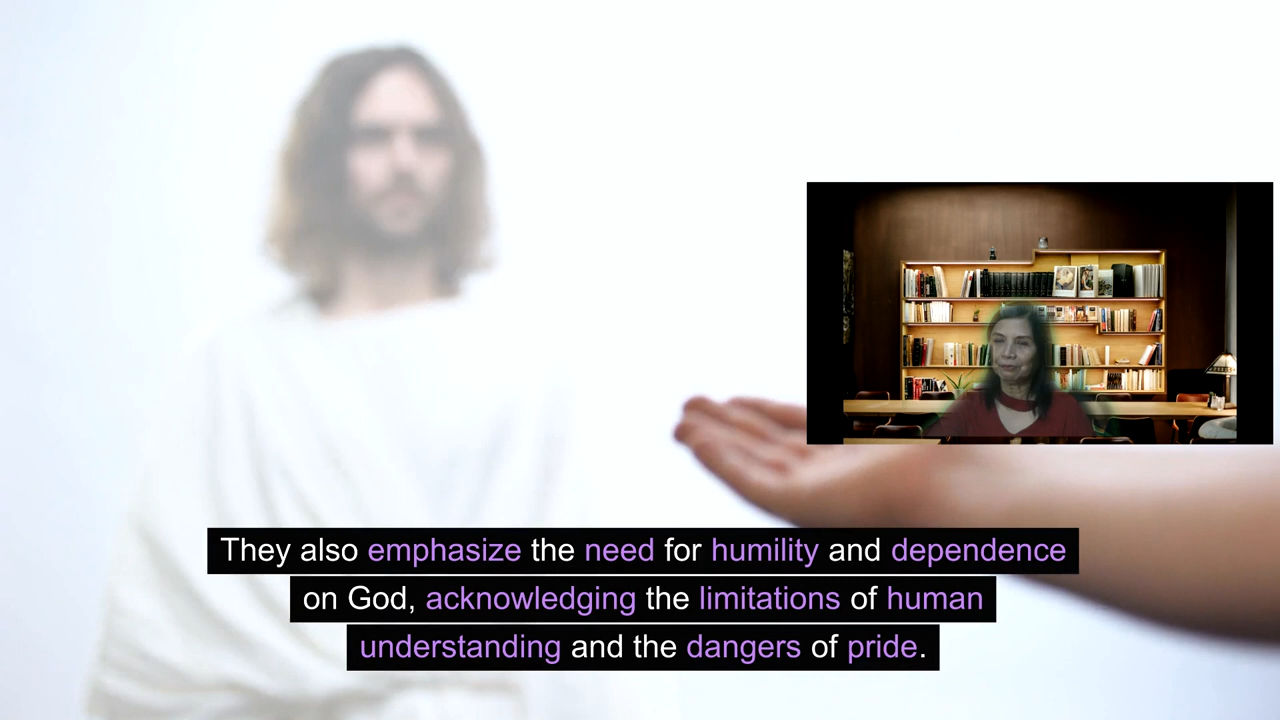 They also emphasize the need for humility and dependence
on God, acknowledging the limitations of human
understanding and the dangers of pride.